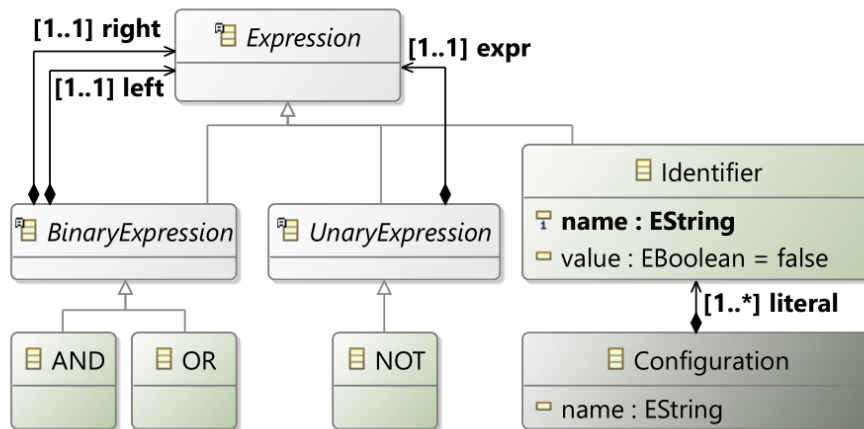 [1..1] right
Expression
[1..1] expr
[1..1] left
Identifier
name : EString
value : EBoolean = false
BinaryExpression
UnaryExpression
[1..*] literal
AND
OR
NOT
Configuration
name : EString